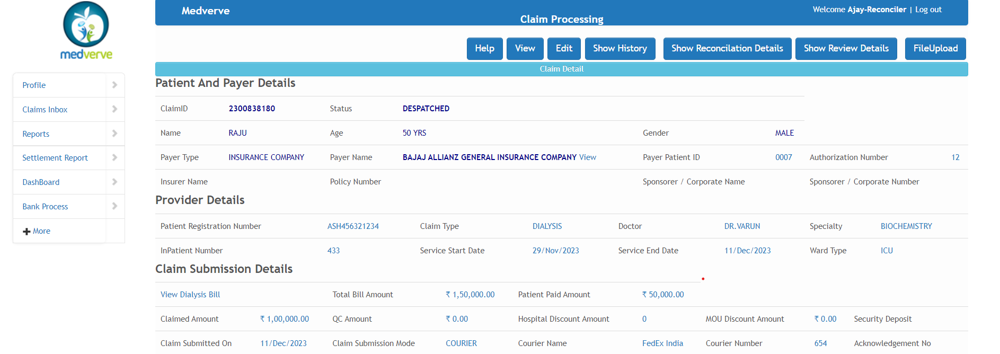 Medverve
Welcome Ajay-Reconciler | Log out
Claim Processing
medverve
Help View Edit Show History Show Reconcilation Details Show Review Details FileUpload
Claim Detail
Profile
Claims Inbox
Reports
Settlement Report
DashBoard
Bank Process
More
Patient And Payer Details
ClaimID 2300838180 Status DESPATCHED
Name RAJU Age 50 YRS Gender MALE
Payer Type INSURANCE COMPANY Payer Name BAJAJ ALLIANZ GENERAL INSURANCE COMPANY View Payer Patient ID 0007 Authorization Number 12
Insurer Name Policy Number Sponsorer / Corporate Name Sponsorer / Corporate Number
Provider Details
Patient Registration Number ASH456321234 Claim Type DIALYSIS Doctor DR.VARUN Specialty BIOCHEMISTRY
InPatient Number 433 Service Start Date 29/Nov/2023 Service End Date 11/Dec/2023 Ward Type ICU
Claim Submission Details
View Dialysis Bill Total Bill Amount ₹ 1,50,000.00 Patient Paid Amount ₹ 50,000.00
Claimed Amount ₹ 1,00,000.00 QC Amount ₹ 0.00 Hospital Discount Amount 0 MOU Discount Amount ₹ 0.00 Security Deposit
Claim Submitted On 11/Dec/2023 Claim Submission Mode COURIER Courier Name FedEx India Courier Number 654 Acknowledgement No